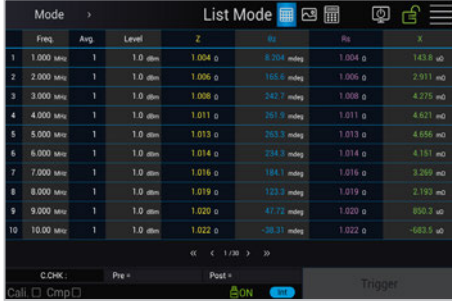 Mode > List Mode
Freq. Avg. Level Z θz Rs X
1 1.000 MHz 1 1.0 dBm 1.004 Ω 8.204 mdeg 1.004 Ω 143.8 uΩ
2 2.000 MHz 1 1.0 dBm 1.006 Ω 165.6 mdeg 1.006 Ω 2.911 mΩ
3 3.000 MHz 1 1.0 dBm 1.008 Ω 242.7 mdeg 1.008 Ω 4.275 mΩ
4 4.000 MHz 1 1.0 dBm 1.011 Ω 261.9 mdeg 1.011 Ω 4.621 mΩ
5 5.000 MHz 1 1.0 dBm 1.013 Ω 263.3 mdeg 1.013 Ω 4.656 mΩ
6 6.000 MHz 1 1.0 dBm 1.014 Ω 234.3 mdeg 1.014 Ω 4.151 mΩ
7 7.000 MHz 1 1.0 dBm 1.016 Ω 184.1 mdeg 1.016 Ω 3.269 mΩ
8 8.000 MHz 1 1.0 dBm 1.019 Ω 123.3 mdeg 1.019 Ω 2.193 mΩ
9 9.000 MHz 1 1.0 dBm 1.020 Ω 47.72 mdeg 1.020 Ω 850.3 uΩ
10 10.00 MHz 1 1.0 dBm 1.022 Ω -38.31 mdeg 1.022 Ω -683.5 uΩ
« < 1/30 > »
C.CHK : Pre = Post =
Cali. □ Cmp □ ON Int Trigger